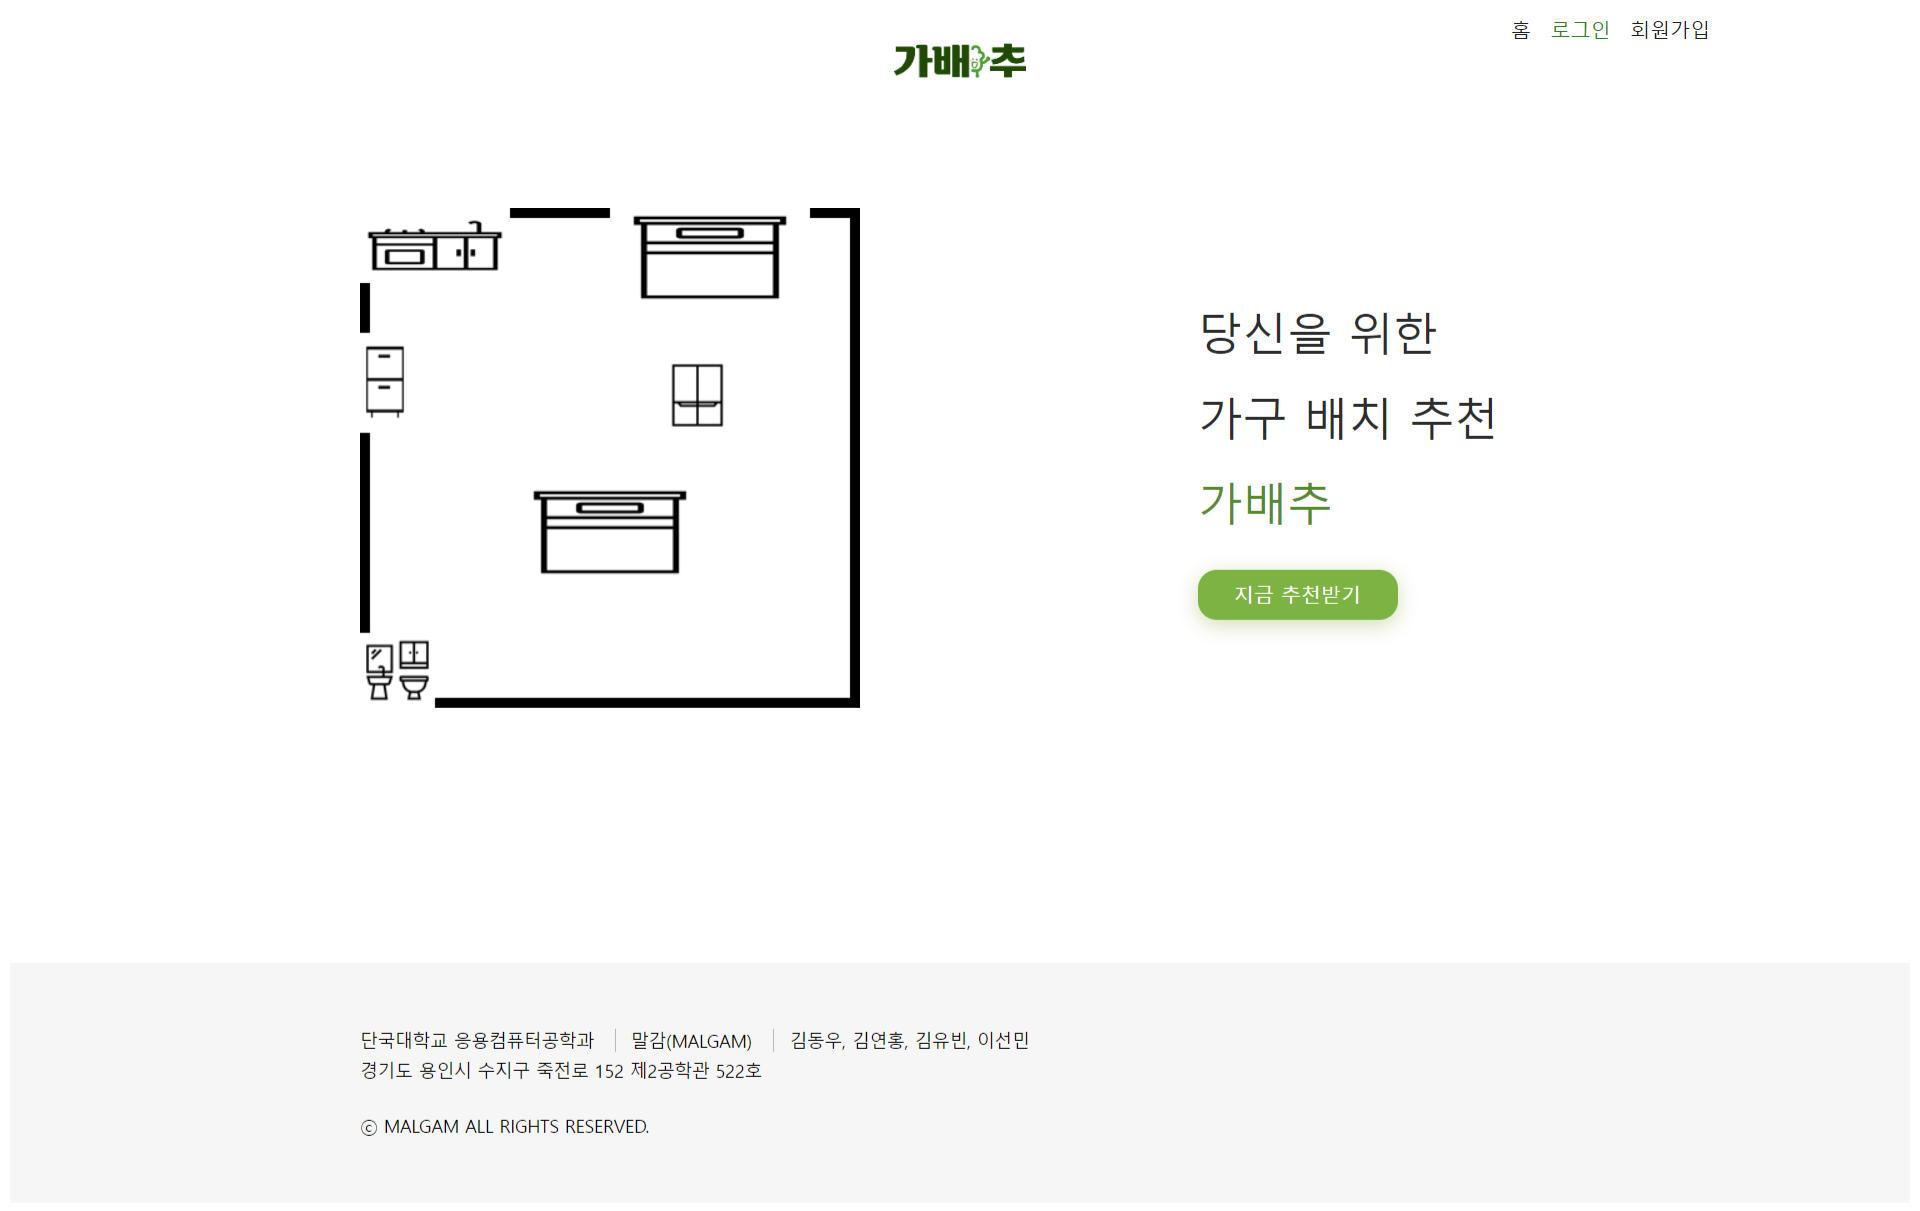 홈 로그인 회원가입
가배추
당신을 위한
가구 배치 추천
가배추
지금 추천받기
단국대학교 응용컴퓨터공학과 말감(MALGAM) 김동우, 김연홍, 김유빈, 이선민
경기도 용인시 수지구 죽전로 152 제2공학관 522호
ⓒ MALGAM ALL RIGHTS RESERVED.